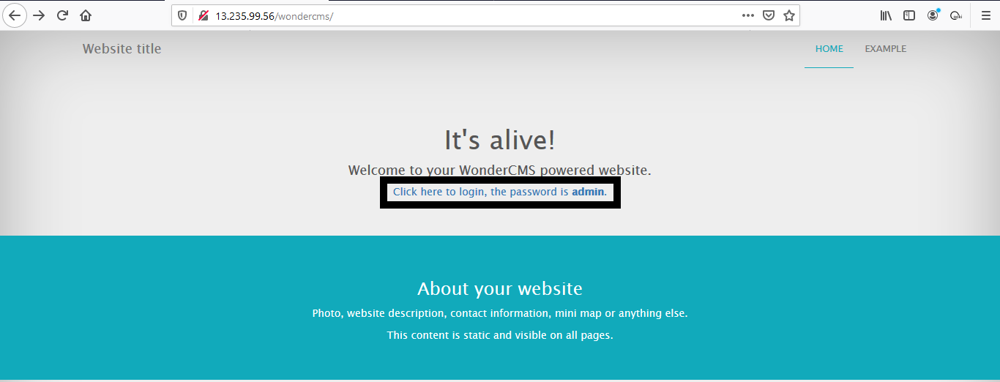 13.235.99.56/wondercms/
Website title
HOME EXAMPLE
It's alive!
Welcome to your WonderCMS powered website.
Click here to login, the password is admin.
About your website
Photo, website description, contact information, mini map or anything else.
This content is static and visible on all pages.